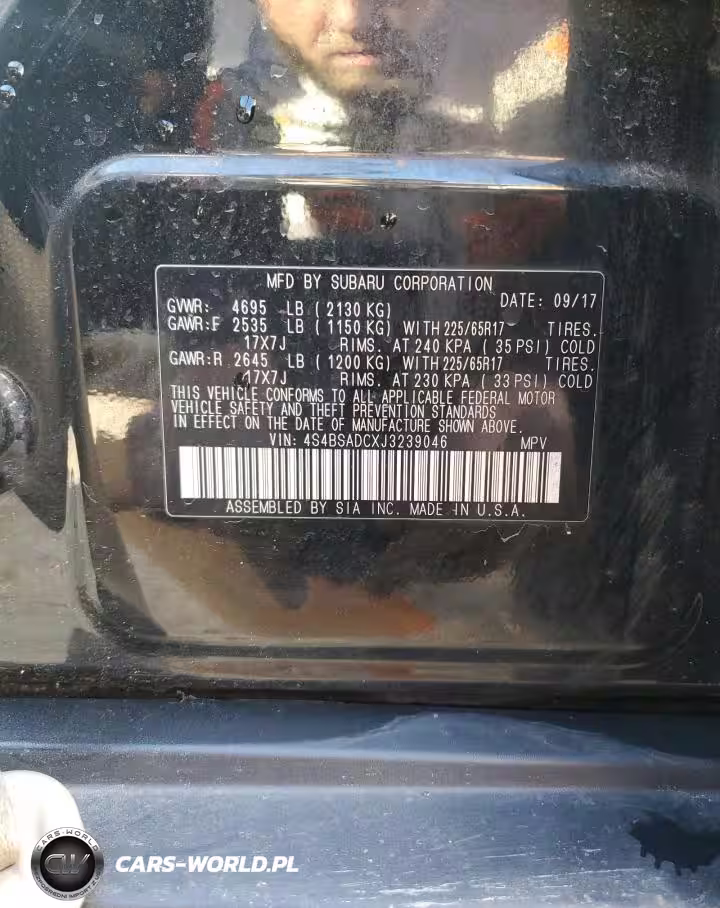 MFD BY SUBARU CORPORATION
DATE: 09/17
GVWR: 4695 LB ( 2130 KG)
GAWR:F 2535 LB ( 1150 KG) WITH 225/65R17 TIRES.
17X7J RIMS. AT 240 KPA ( 35 PSI) COLD
GAWR:R 2645 LB ( 1200 KG) WITH 225/65R17 TIRES.
17X7J RIMS. AT 230 KPA ( 33 PSI) COLD
THIS VEHICLE CONFORMS TO ALL APPLICABLE FEDERAL MOTOR
VEHICLE SAFETY AND THEFT PREVENTION STANDARDS
IN EFFECT ON THE DATE OF MANUFACTURE SHOWN ABOVE.
VIN: 4S4BSADCXJ3239046 MPV
ASSEMBLED BY SIA INC. MADE IN U.S.A.
CARS-WORLD
CW
CARS-WORLD.PL